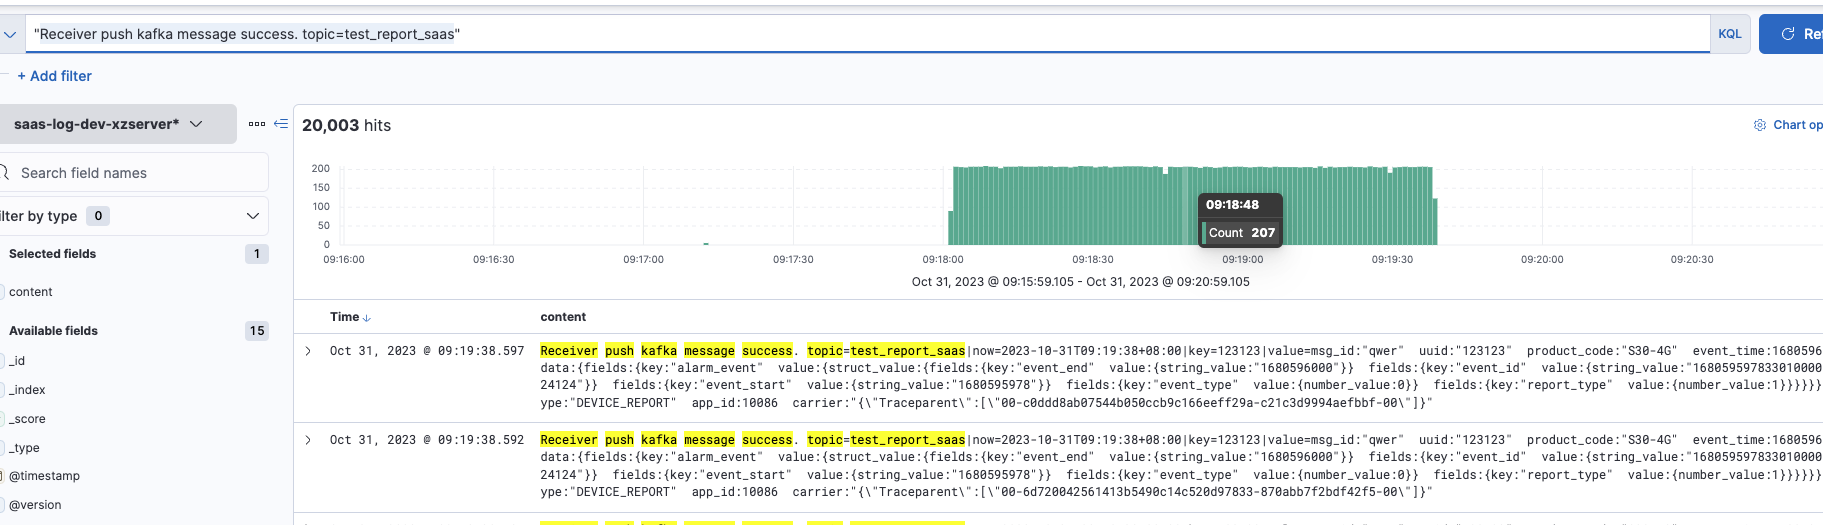 "Receiver push kafka message success. topic=test_report_saas"
KQL
+ Add filter
saas-log-dev-xzserver*
20,003 hits
Search field names
by type 0
Selected fields 1
content
Available fields 15
_id
_index
_score
_type
@timestamp
@version
Chart
200
150
100
50
0
09:18:48
Count 207
09:16:00 09:16:30 09:17:00 09:17:30 09:18:00 09:18:30 09:19:00 09:19:30 09:20:00 09:20:30
Oct 31, 2023 @ 09:15:59.105 - Oct 31, 2023 @ 09:20:59.105
Time content
Oct 31, 2023 @ 09:19:38.597 Receiver push kafka message success. topic=test_report_saas|now=2023-10-31T09:19:38+08:00|key=123123|value=msg_id:"qwer" uuid:"123123" product_code:"S30-4G" event_time:1680596
data:{fields:{key:"alarm_event" value:{struct_value:{fields:{key:"event_end" value:{string_value:"1680596000"}} fields:{key:"event_id" value:{string_value:"168059597833010000
24124"}} fields:{key:"event_start" value:{string_value:"1680595978"}} fields:{key:"event_type" value:{number_value:0}} fields:{key:"report_type" value:{number_value:1}}}}}}
ype:"DEVICE_REPORT" app_id:10086 carrier:"{\"Traceparent\":[\"00-c0ddd8ab07544b050ccb9c166eeff29a-c21c3d9994aefbbf-00\"]}"
Oct 31, 2023 @ 09:19:38.592 Receiver push kafka message success. topic=test_report_saas|now=2023-10-31T09:19:38+08:00|key=123123|value=msg_id:"qwer" uuid:"123123" product_code:"S30-4G" event_time:1680596
data:{fields:{key:"alarm_event" value:{struct_value:{fields:{key:"event_end" value:{string_value:"1680596000"}} fields:{key:"event_id" value:{string_value:"168059597833010000
24124"}} fields:{key:"event_start" value:{string_value:"1680595978"}} fields:{key:"event_type" value:{number_value:0}} fields:{key:"report_type" value:{number_value:1}}}}}}
ype:"DEVICE_REPORT" app_id:10086 carrier:"{\"Traceparent\":[\"00-6d720042561413b5490c14c520d97833-870abb7f2bdf42f5-00\"]}"